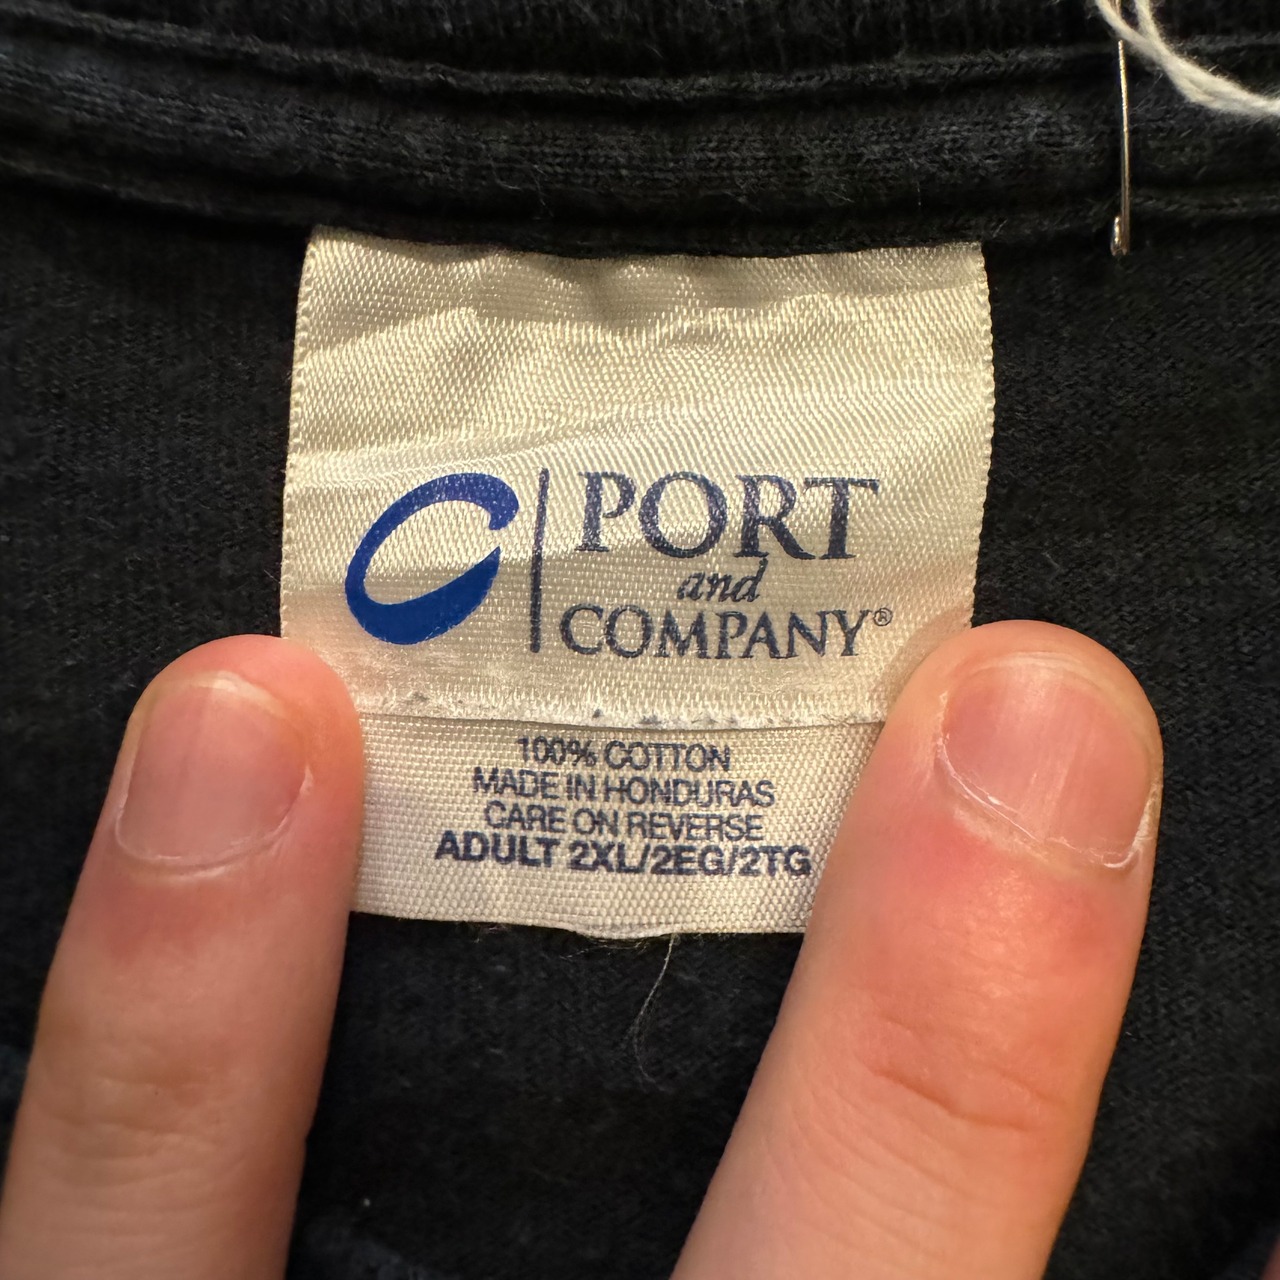 PORT
and
COMPANY®
100% COTTON
MADE IN HONDURAS
CARE ON REVERSE
ADULT 2XL/2EG/2TG